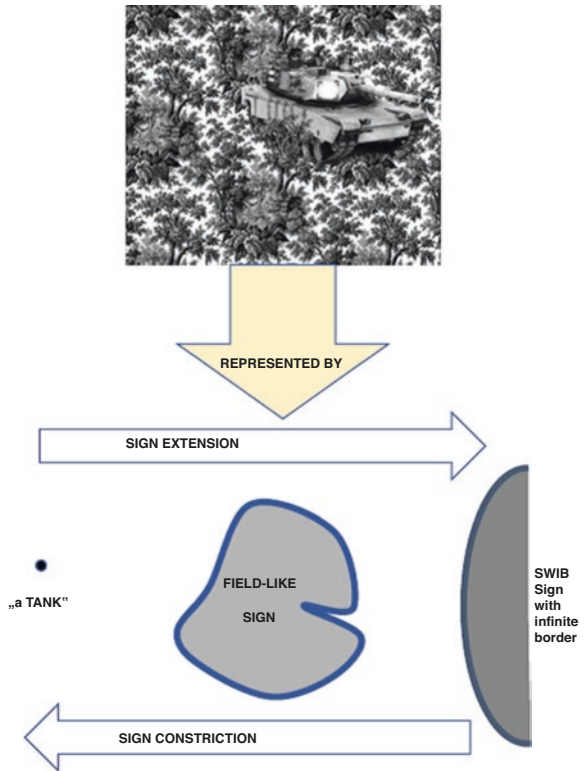 REPRESENTED BY
SIGN EXTENSION
„a TANK“
FIELD-LIKE
SIGN
SWIB
Sign
with
infinite
border
SIGN CONSTRICTION